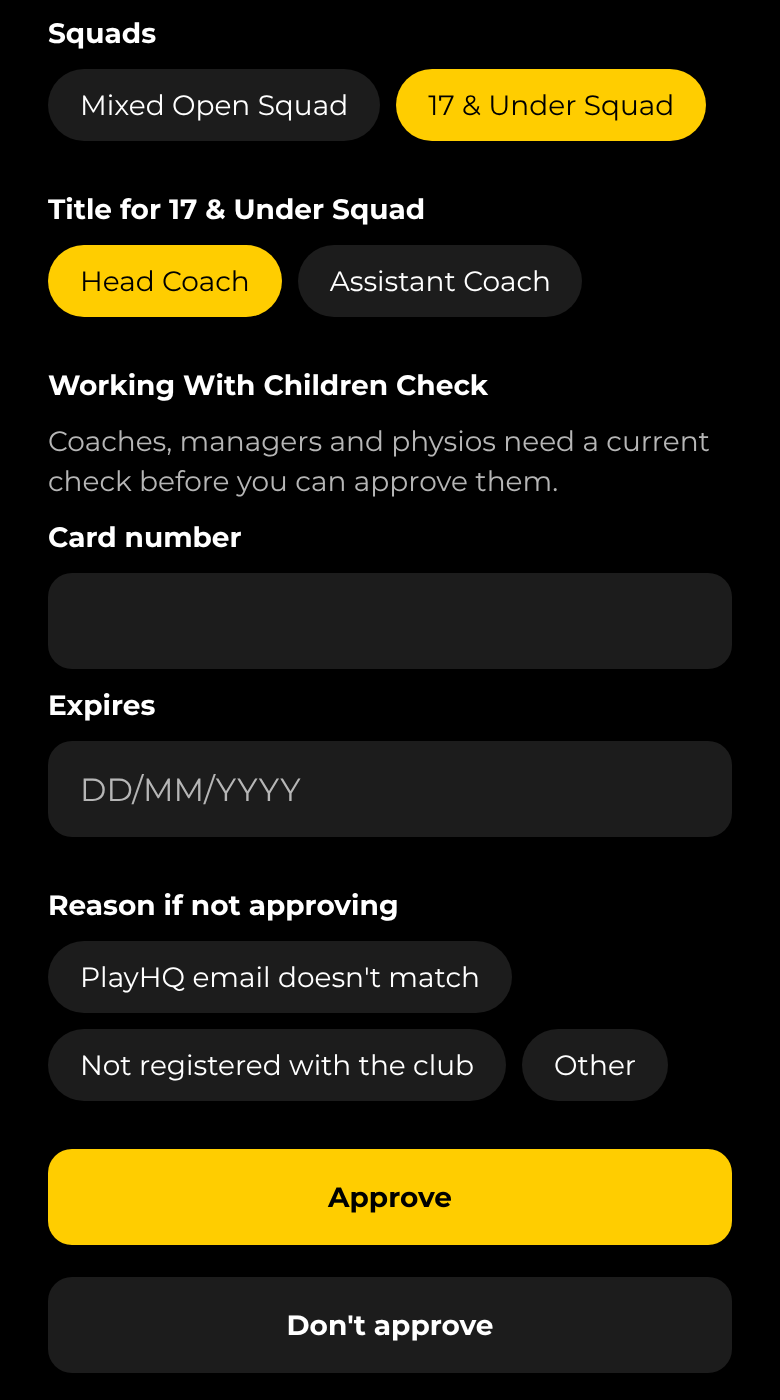 Squads
Mixed Open Squad 17 & Under Squad
Title for 17 & Under Squad
Head Coach Assistant Coach
Working With Children Check
Coaches, managers and physios need a current
check before you can approve them.
Card number
Expires
DD/MM/YYYY
Reason if not approving
PlayHQ email doesn't match
Not registered with the club Other
Approve
Don't approve